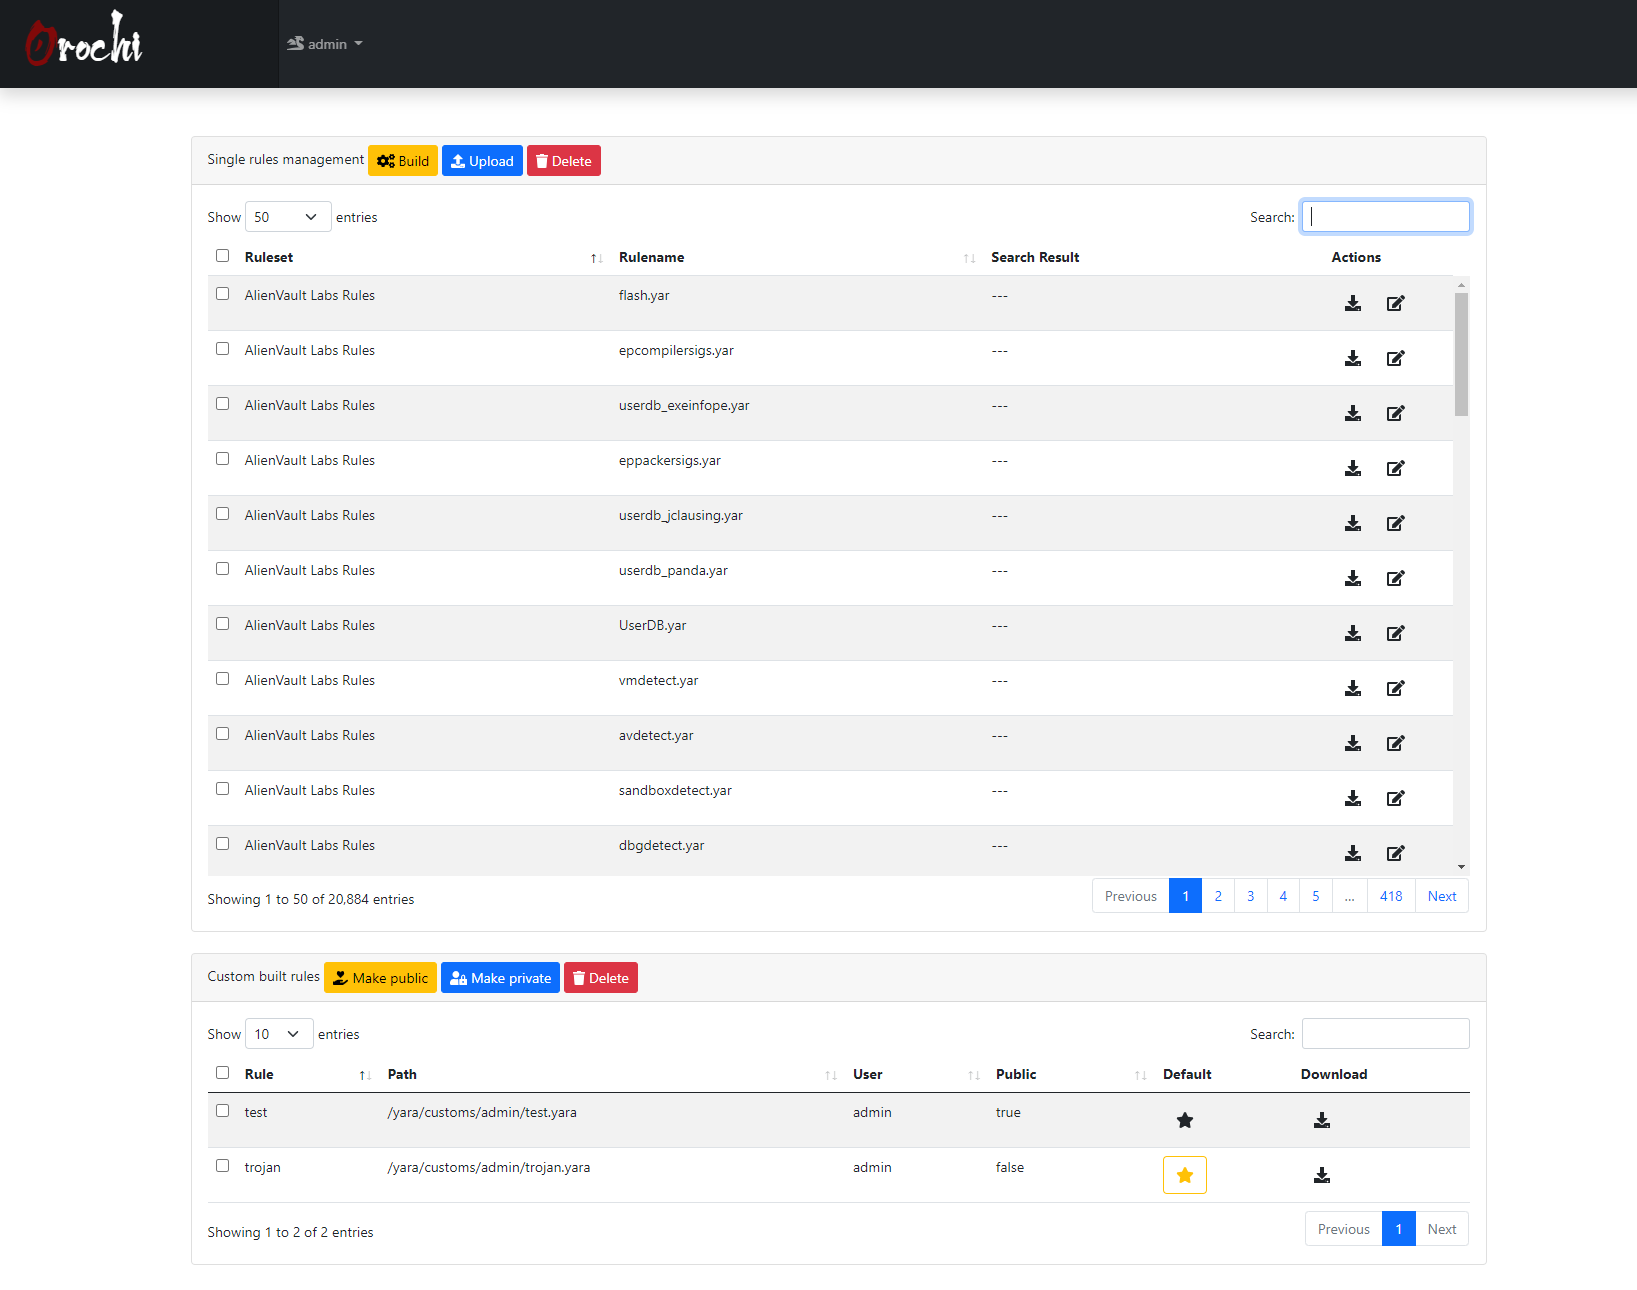 Orochi
admin
Single rules management Build Upload Delete
Show 50 entries Search:
Ruleset Rulename Search Result Actions
AlienVault Labs Rules flash.yar ---
AlienVault Labs Rules epcompilersigs.yar ---
AlienVault Labs Rules userdb_exeinfope.yar ---
AlienVault Labs Rules eppackersigs.yar ---
AlienVault Labs Rules userdb_jclausing.yar ---
AlienVault Labs Rules userdb_panda.yar ---
AlienVault Labs Rules UserDB.yar ---
AlienVault Labs Rules vmdetect.yar ---
AlienVault Labs Rules avdetect.yar ---
AlienVault Labs Rules sandboxdetect.yar ---
AlienVault Labs Rules dbgdetect.yar ---
Showing 1 to 50 of 20,884 entries Previous 1 2 3 4 5 ... 418 Next
Custom built rules Make public Make private Delete
Show 10 entries Search:
Rule Path User Public Default Download
test /yara/customs/admin/test.yara admin true
trojan /yara/customs/admin/trojan.yara admin false
Showing 1 to 2 of 2 entries Previous 1 Next